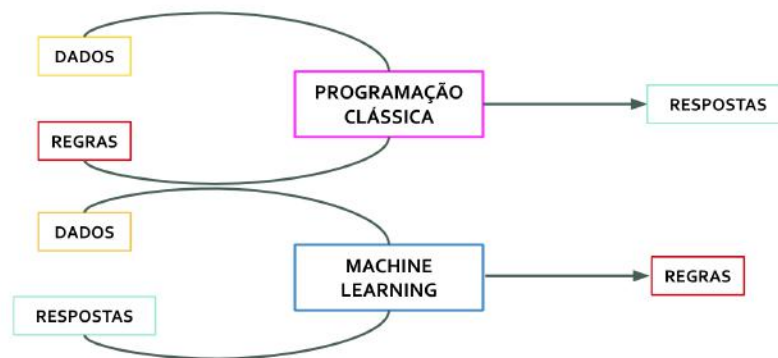 DADOS
PROGRAMAÇÃO
CLÁSSICA
RESPOSTAS
REGRAS
DADOS
MACHINE
LEARNING
REGRAS
RESPOSTAS